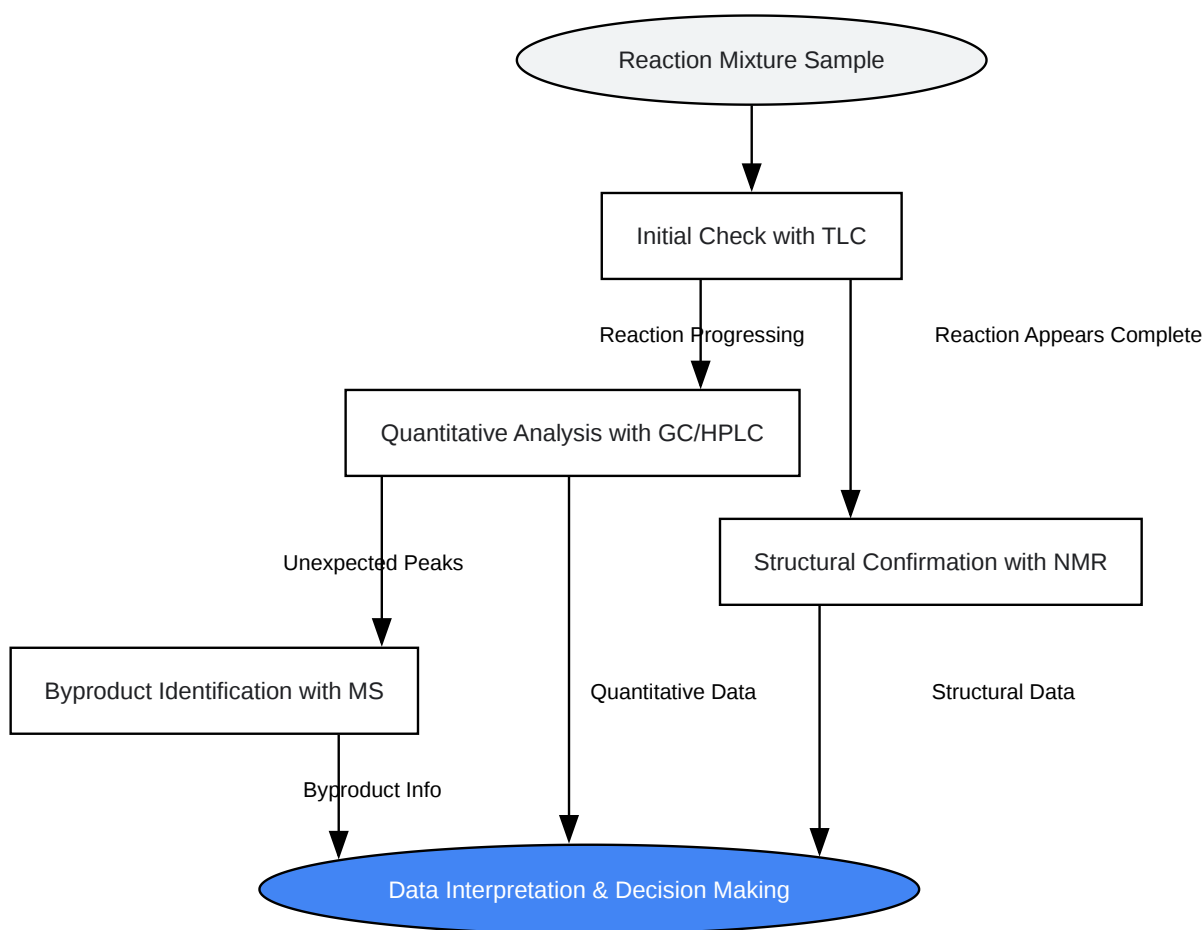 Reaction Mixture Sample
Initial Check with TLC
Reaction Progressing
Reaction Appears Complete
Quantitative Analysis with GC/HPLC
Structural Confirmation with NMR
Unexpected Peaks
Byproduct Identification with MS
Quantitative Data
Structural Data
Byproduct Info
Data Interpretation & Decision Making